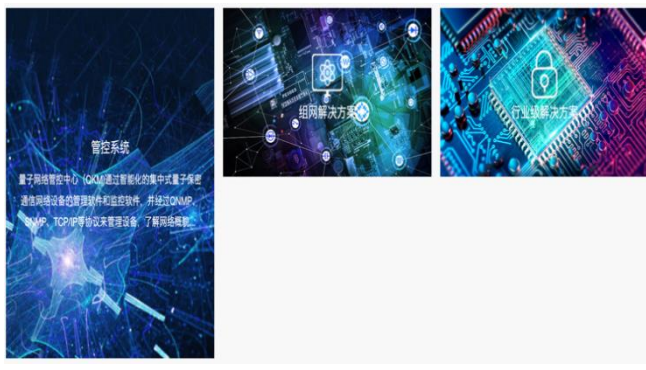 管控系统
量子网络管控中心（QKM)通过智能化的集中式量子保密
通信网络设备的管理软件和监控软件，并经过QNMP、
SNMP、TCP/IP等协议来管理设备，了解网络概貌...
组网解决方案
行业级解决方案